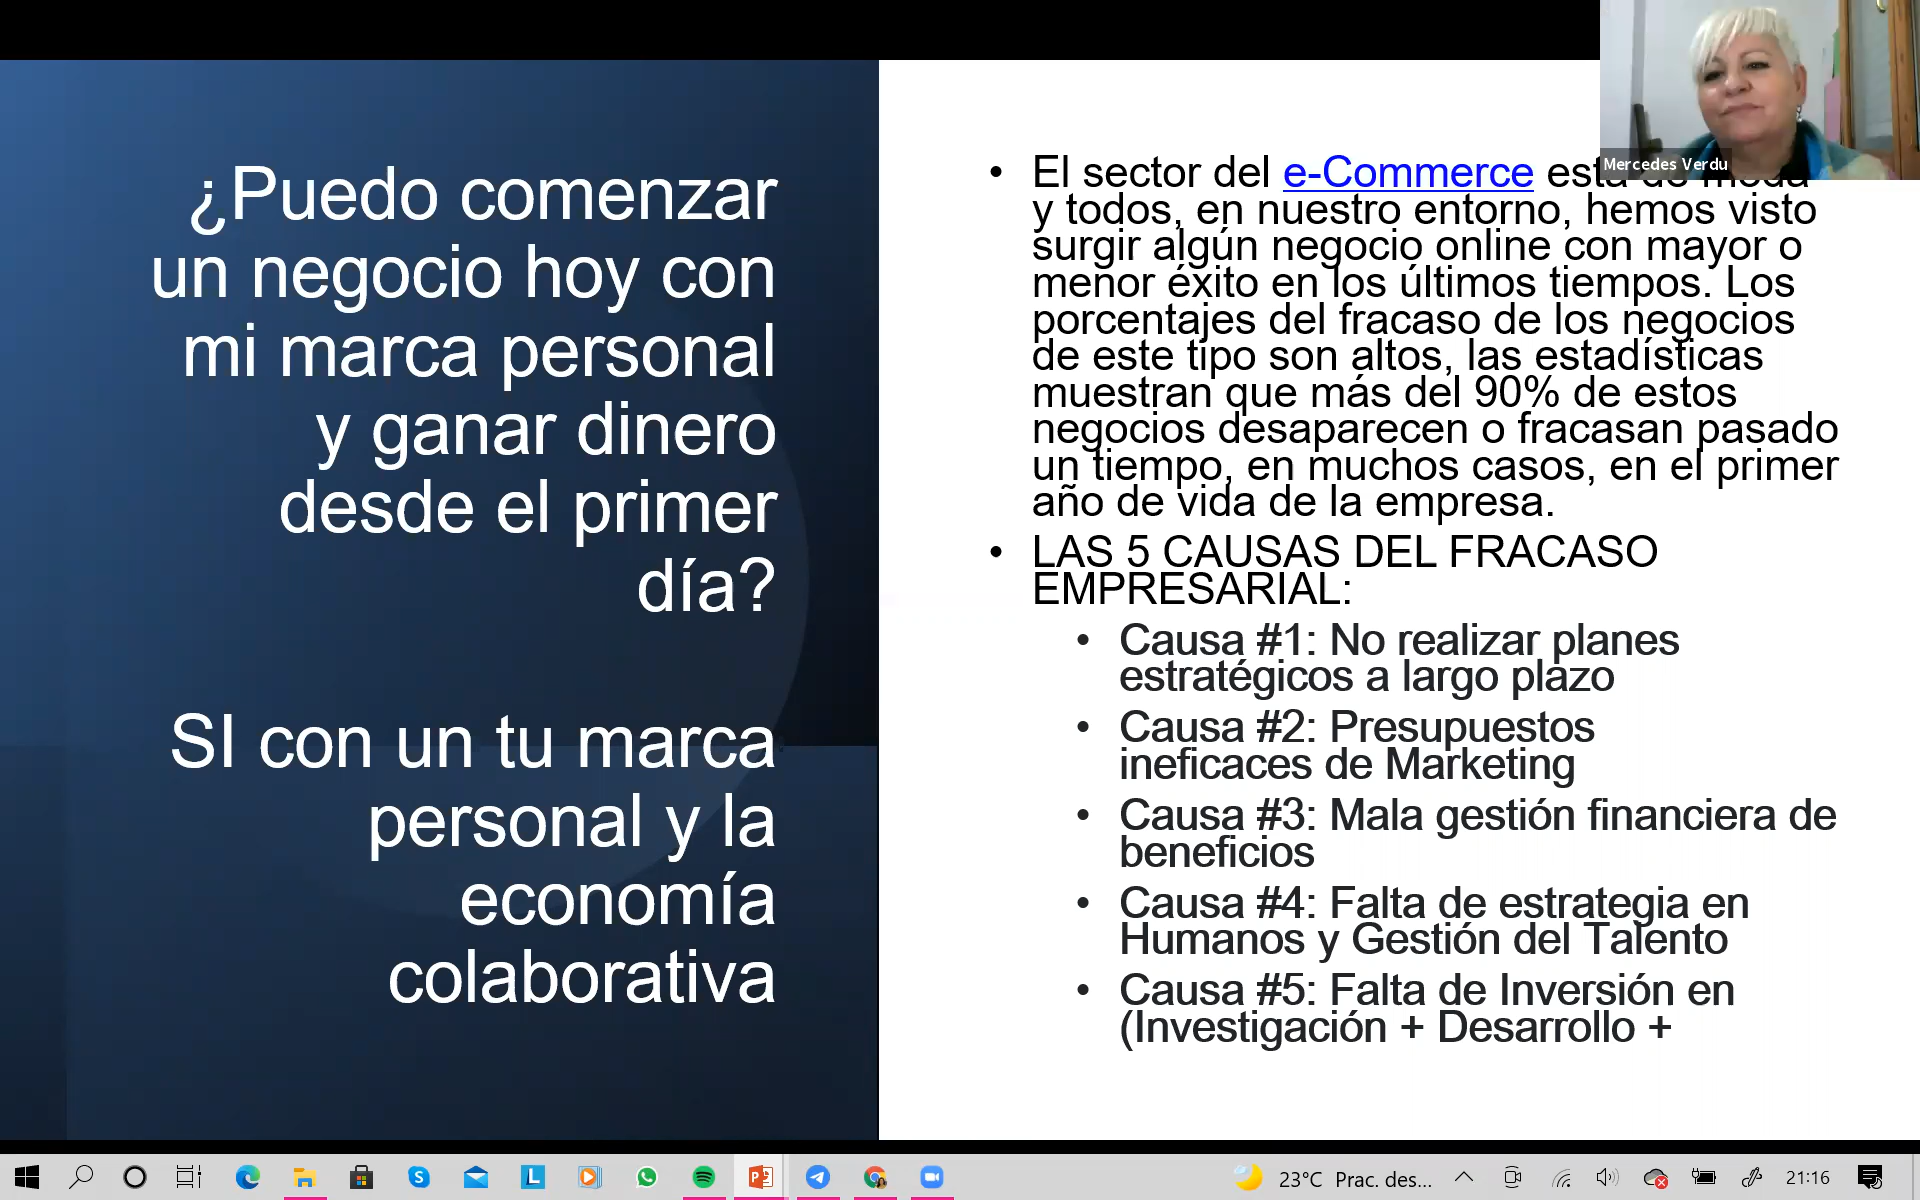 ¿Puedo comenzar
un negocio hoy con
mi marca personal
y ganar dinero
desde el primer
día?
SI con un tu marca
personal y la
economía
colaborativa
Mercedes Verdu
• El sector del e-Commerce está de moda
y todos, en nuestro entorno, hemos visto
surgir algún negocio online con mayor o
menor éxito en los últimos tiempos. Los
porcentajes del fracaso de los negocios
de este tipo son altos, las estadísticas
muestran que más del 90% de estos
negocios desaparecen o fracasan pasado
un tiempo, en muchos casos, en el primer
año de vida de la empresa.
• LAS 5 CAUSAS DEL FRACASO
EMPRESARIAL:
• Causa #1: No realizar planes
estratégicos a largo plazo
• Causa #2: Presupuestos
ineficaces de Marketing
• Causa #3: Mala gestión financiera de
beneficios
• Causa #4: Falta de estrategia en
Humanos y Gestión del Talento
• Causa #5: Falta de Inversión en
(Investigación + Desarrollo +
23°C Prac. des...
21:16